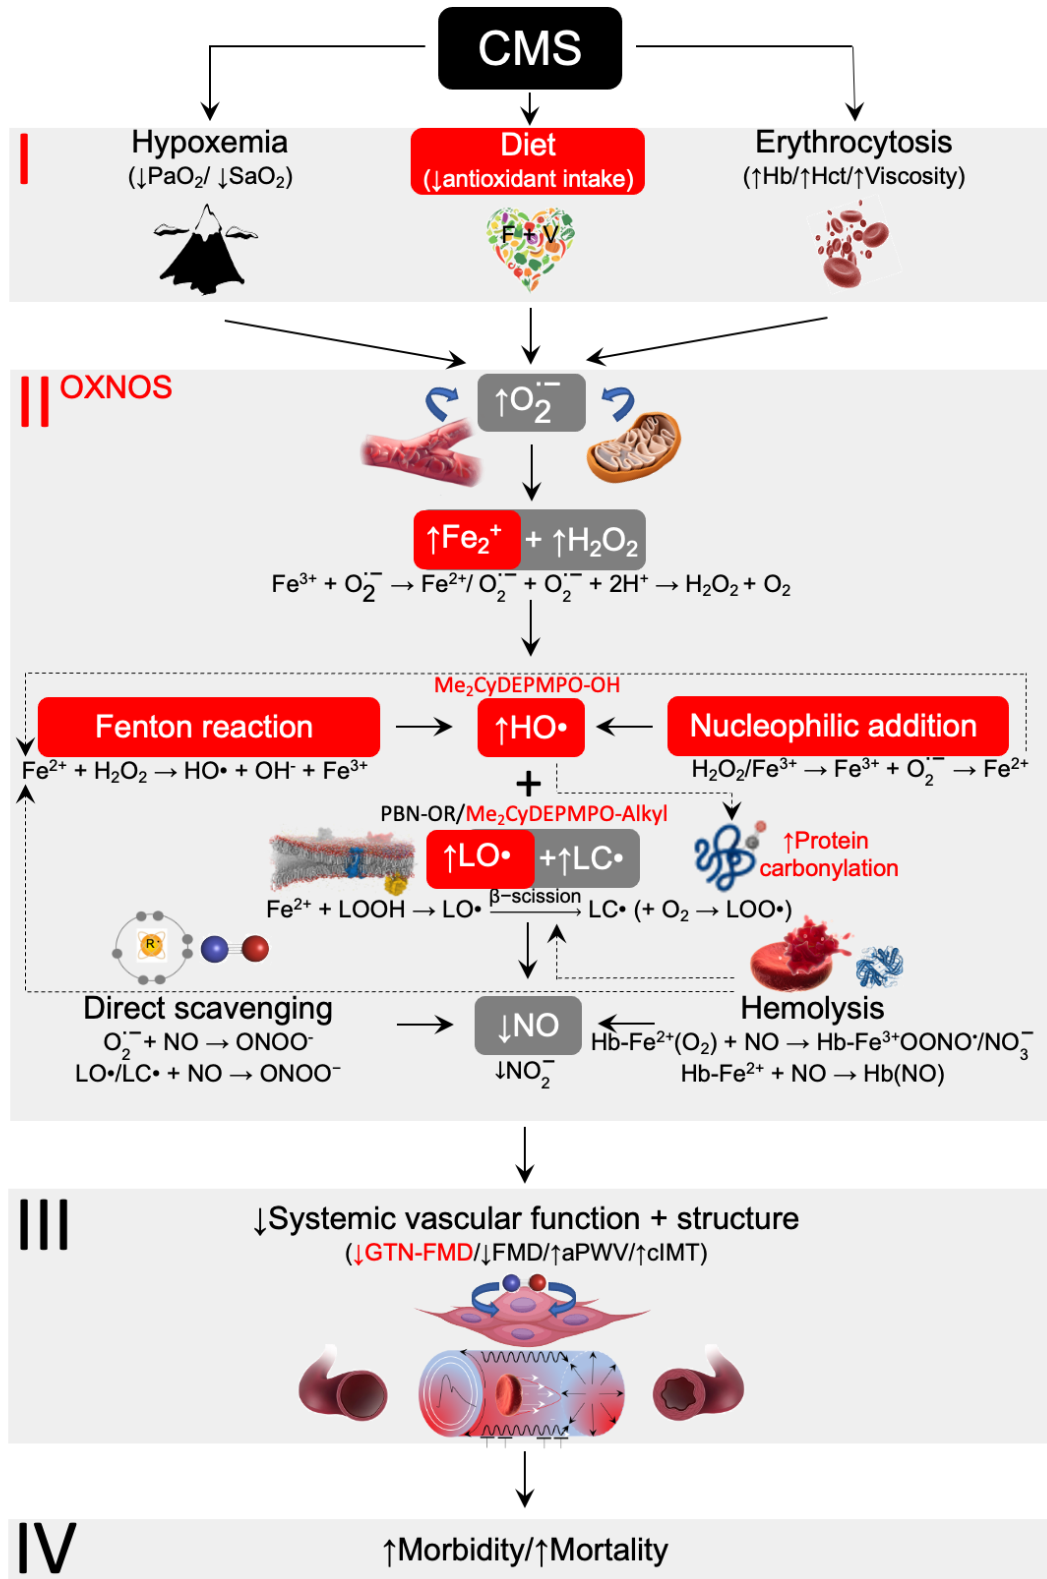 CMS
I
Hypoxemia
(↓PaO₂/ ↓SaO₂)
Diet
(↓antioxidant intake)
Erythrocytosis
(↑Hb/↑Hct/↑Viscosity)
F + V
II OXNOS
↑O₂•−
↑Fe₂⁺ + ↑H₂O₂
Fe³⁺ + O₂•− → Fe²⁺/ O₂•− + O₂•− + 2H⁺ → H₂O₂ + O₂
Me₂CyDEPMPO-OH
Fenton reaction
↑HO•
Nucleophilic addition
Fe²⁺ + H₂O₂ → HO• + OH⁻ + Fe³⁺
H₂O₂/Fe³⁺ → Fe³⁺ + O₂•− → Fe²⁺
+
PBN-OR/Me₂CyDEPMPO-Alkyl
↑LO• +↑LC•
↑Protein
carbonylation
β−scission
Fe²⁺ + LOOH → LO• → LC• (+ O₂ → LOO•)
R•
Direct scavenging
O₂•− + NO → ONOO⁻
LO•/LC• + NO → ONOO⁻
↓NO
↓NO₂⁻
Hemolysis
Hb-Fe²⁺(O₂) + NO → Hb-Fe³⁺OONO•/NO₃⁻
Hb-Fe²⁺ + NO → Hb(NO)
III
↓Systemic vascular function + structure
(↓GTN-FMD/↓FMD/↑aPWV/↑cIMT)
IV
↑Morbidity/↑Mortality